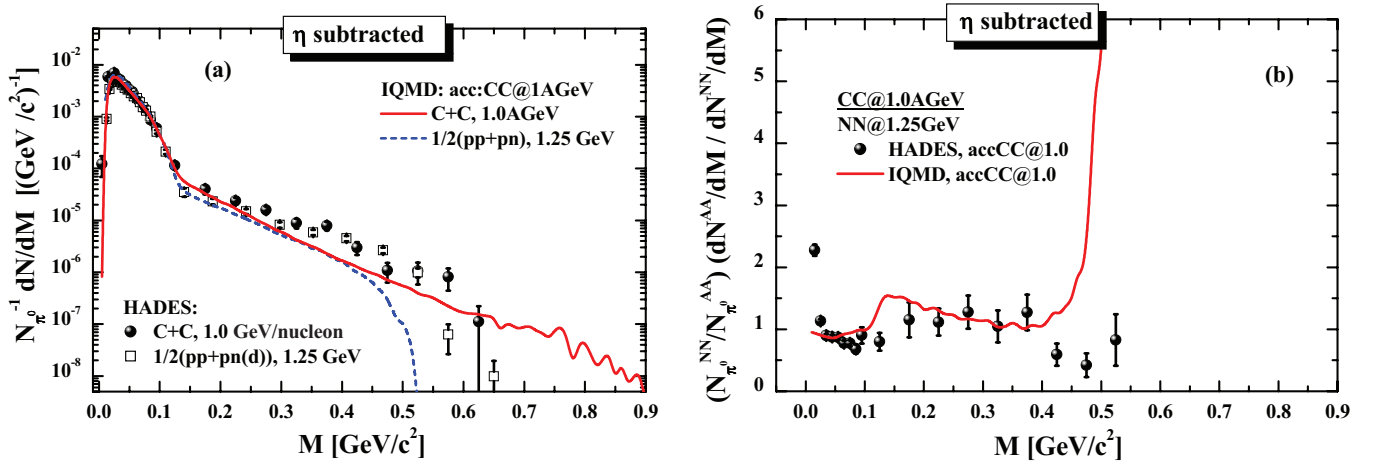 η subtracted
(a)
IQMD: acc:CC@1AGeV
C+C, 1.0AGeV
1/2(pp+pn), 1.25 GeV
HADES:
C+C, 1.0 GeV/nucleon
1/2(pp+pn(d)), 1.25 GeV
N_π⁰⁻¹ dN/dM [(GeV /c²)⁻¹]
10⁻²
10⁻¹
10⁻²
10⁻³
10⁻⁴
10⁻⁵
10⁻⁶
10⁻⁷
10⁻⁸
0.0 0.1 0.2 0.3 0.4 0.5 0.6 0.7 0.8 0.9
M [GeV/c²]
η subtracted
(b)
CC@1.0AGeV
NN@1.25GeV
HADES, accCC@1.0
IQMD, accCC@1.0
(N_π⁰^NN/N_π⁰^AA) (dN^AA/dM / dN^NN/dM)
6
5
4
3
2
1
0
0.0 0.1 0.2 0.3 0.4 0.5 0.6 0.7 0.8 0.9
M [GeV/c²]